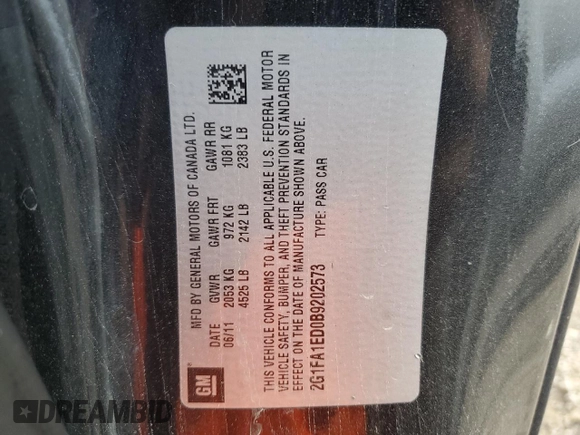 GM
MFD BY GENERAL MOTORS OF CANADA LTD.
DATE GVWR GAWR FRT GAWR RR
06/11 2053 KG 972 KG 1081 KG
4525 LB 2142 LB 2383 LB
THIS VEHICLE CONFORMS TO ALL APPLICABLE U.S. FEDERAL MOTOR
VEHICLE SAFETY, BUMPER, AND THEFT PREVENTION STANDARDS IN
EFFECT ON THE DATE OF MANUFACTURE SHOWN ABOVE.
2G1FA1ED0B9202573 TYPE: PASS CAR
DREAMBID